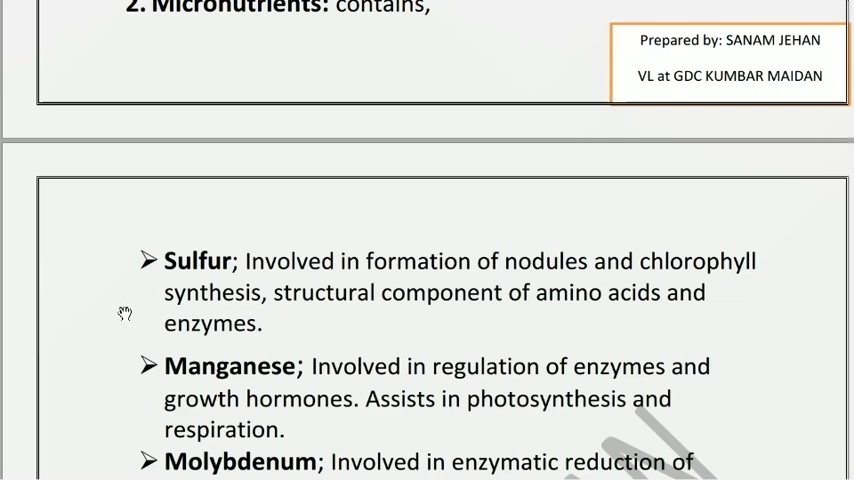 2. Micronutrients: contains,
Prepared by: SANAM JEHAN
VL at GDC KUMBAR MAIDAN
➢ Sulfur; Involved in formation of nodules and chlorophyll
synthesis, structural component of amino acids and
enzymes.
➢ Manganese; Involved in regulation of enzymes and
growth hormones. Assists in photosynthesis and
respiration.
➢ Molybdenum; Involved in enzymatic reduction of